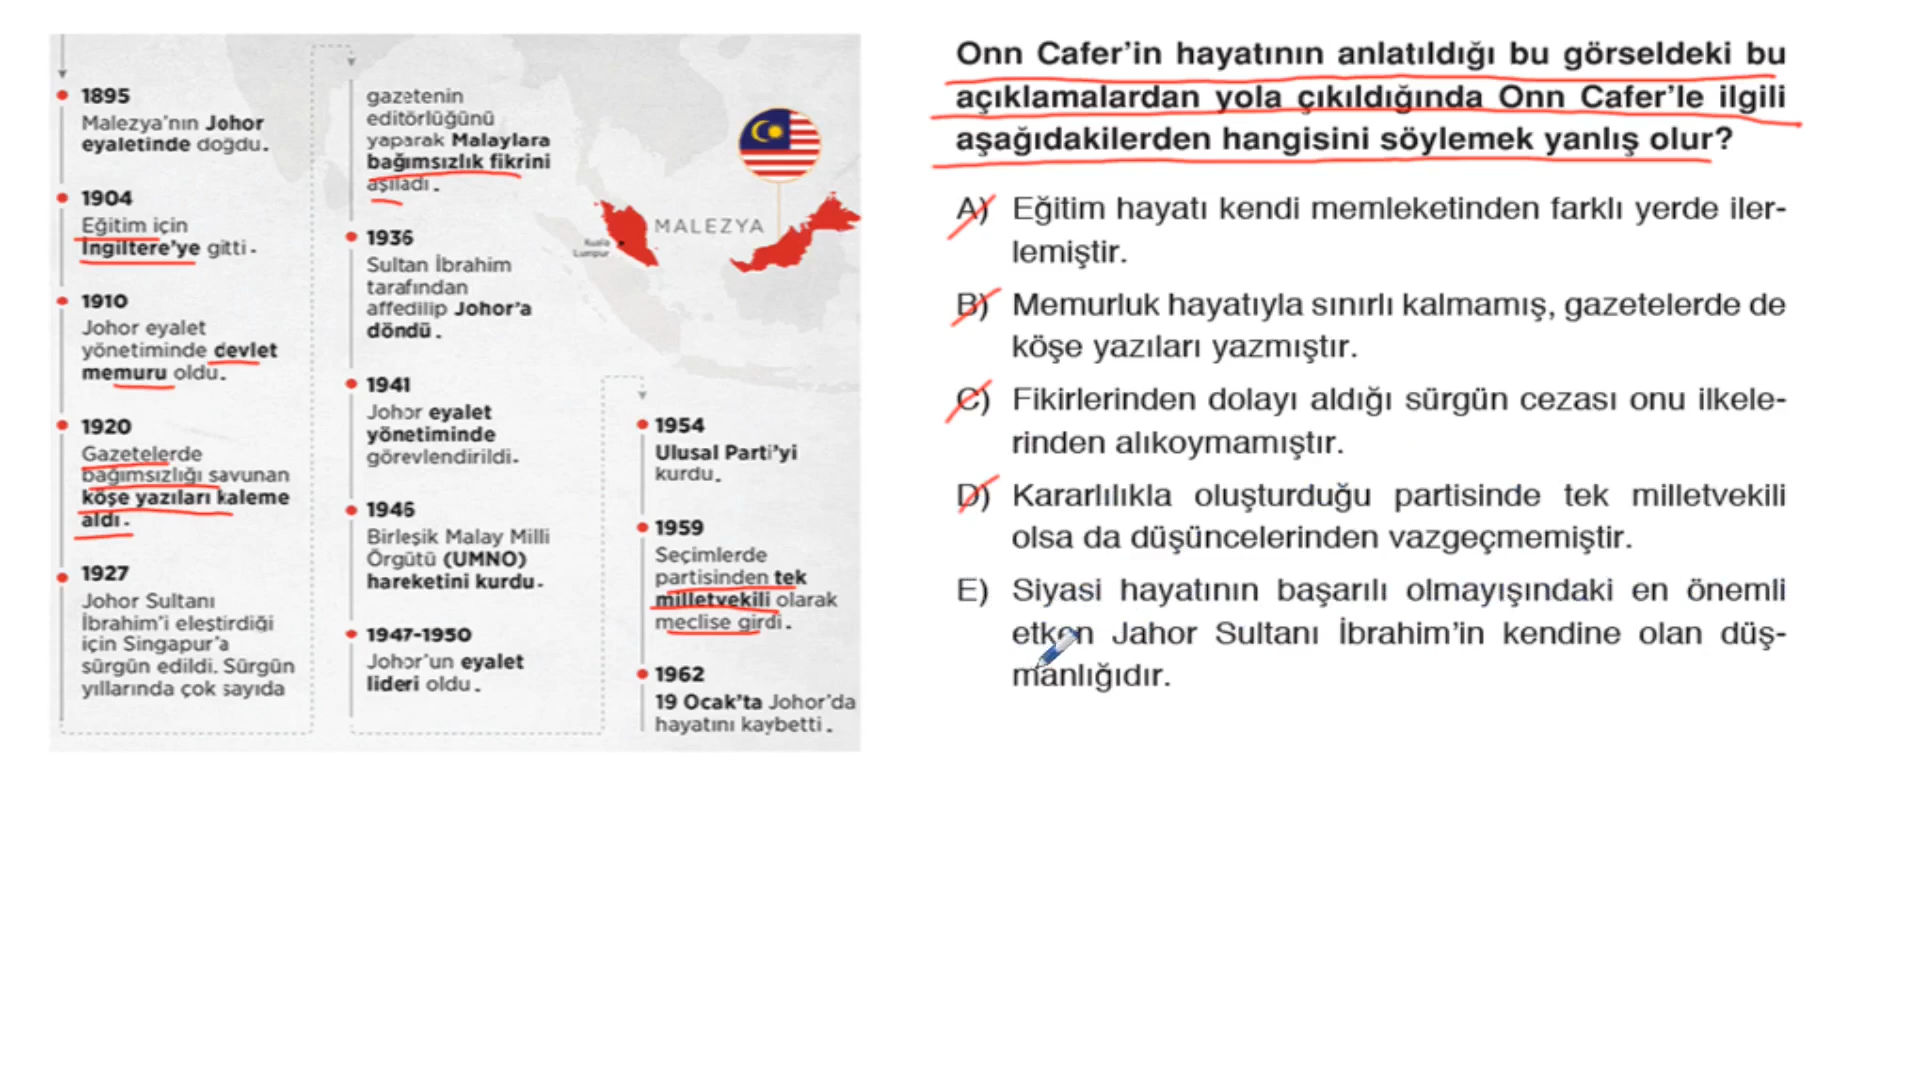 1895
Malezya'nın Johor
eyaletinde doğdu.
1904
Eğitim için
İngiltere'ye gitti.
1910
Johor eyalet
yönetiminde devlet
memuru oldu.
1920
Gazetelerde
bağımsızlığı savunan
köşe yazıları kaleme
aldı.
1927
Johor Sultanı
İbrahim'i eleştirdiği
için Singapur'a
sürgün edildi. Sürgün
yıllarında çok sayıda
gazetenin
editörlüğünü
yaparak Malaylara
bağımsızlık fikrini
aşıladı.
1936
Sultan İbrahim
tarafından
affedilip Johor'a
döndü.
1941
Johor eyalet
yönetiminde
görevlendirildi.
1946
Birleşik Malay Milli
Örgütü (UMNO)
hareketini kurdu.
1947-1950
Johor'un eyalet
lideri oldu.
MALEZYA
Kuala
Lumpur
1954
Ulusal Parti'yi
kurdu.
1959
Seçimlerde
partisinden tek
milletvekili olarak
meclise girdi.
1962
19 Ocak'ta Johor'da
hayatını kaybetti.
Onn Cafer'in hayatının anlatıldığı bu görseldeki bu
açıklamalardan yola çıkıldığında Onn Cafer'le ilgili
aşağıdakilerden hangisini söylemek yanlış olur?
A) Eğitim hayatı kendi memleketinden farklı yerde iler-
lemiştir.
B) Memurluk hayatıyla sınırlı kalmamış, gazetelerde de
köşe yazıları yazmıştır.
C) Fikirlerinden dolayı aldığı sürgün cezası onu ilkele-
rinden alıkoymamıştır.
D) Kararlılıkla oluşturduğu partisinde tek milletvekili
olsa da düşüncelerinden vazgeçmemiştir.
E) Siyasi hayatının başarılı olmayışındaki en önemli
etken Jahor Sultanı İbrahim'in kendine olan düş-
manlığıdır.